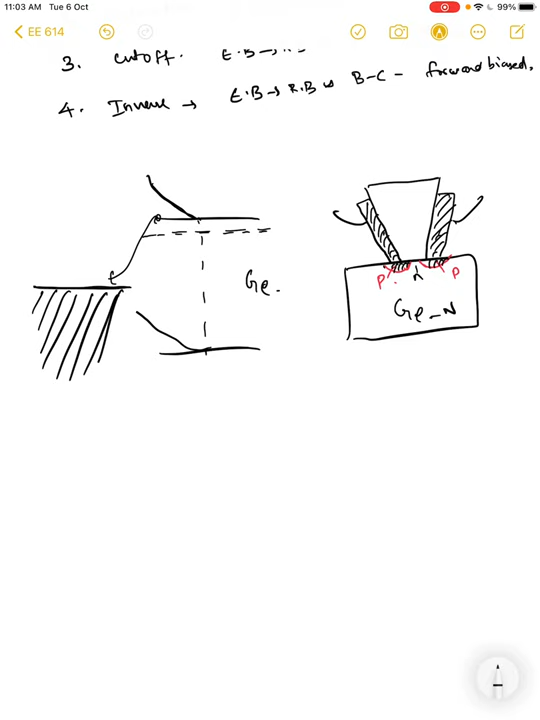 11:03 AM Tue 6 Oct
99%
EE 614
3. Cutoff. E.B →
4. Inverse → E.B → R.B B-C - forward biased.
Ge.
P. n P
Ge-N